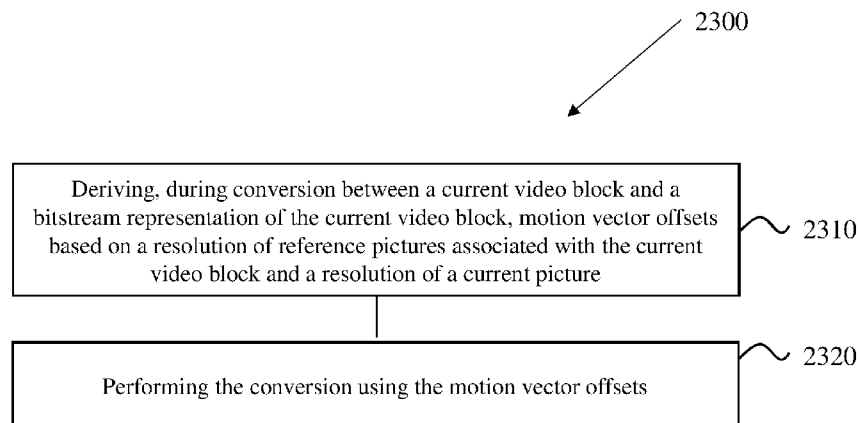 2300
Deriving, during conversion between a current video block and a
bitstream representation of the current video block, motion vector offsets
based on a resolution of reference pictures associated with the current
video block and a resolution of a current picture
2310
2320
Performing the conversion using the motion vector offsets